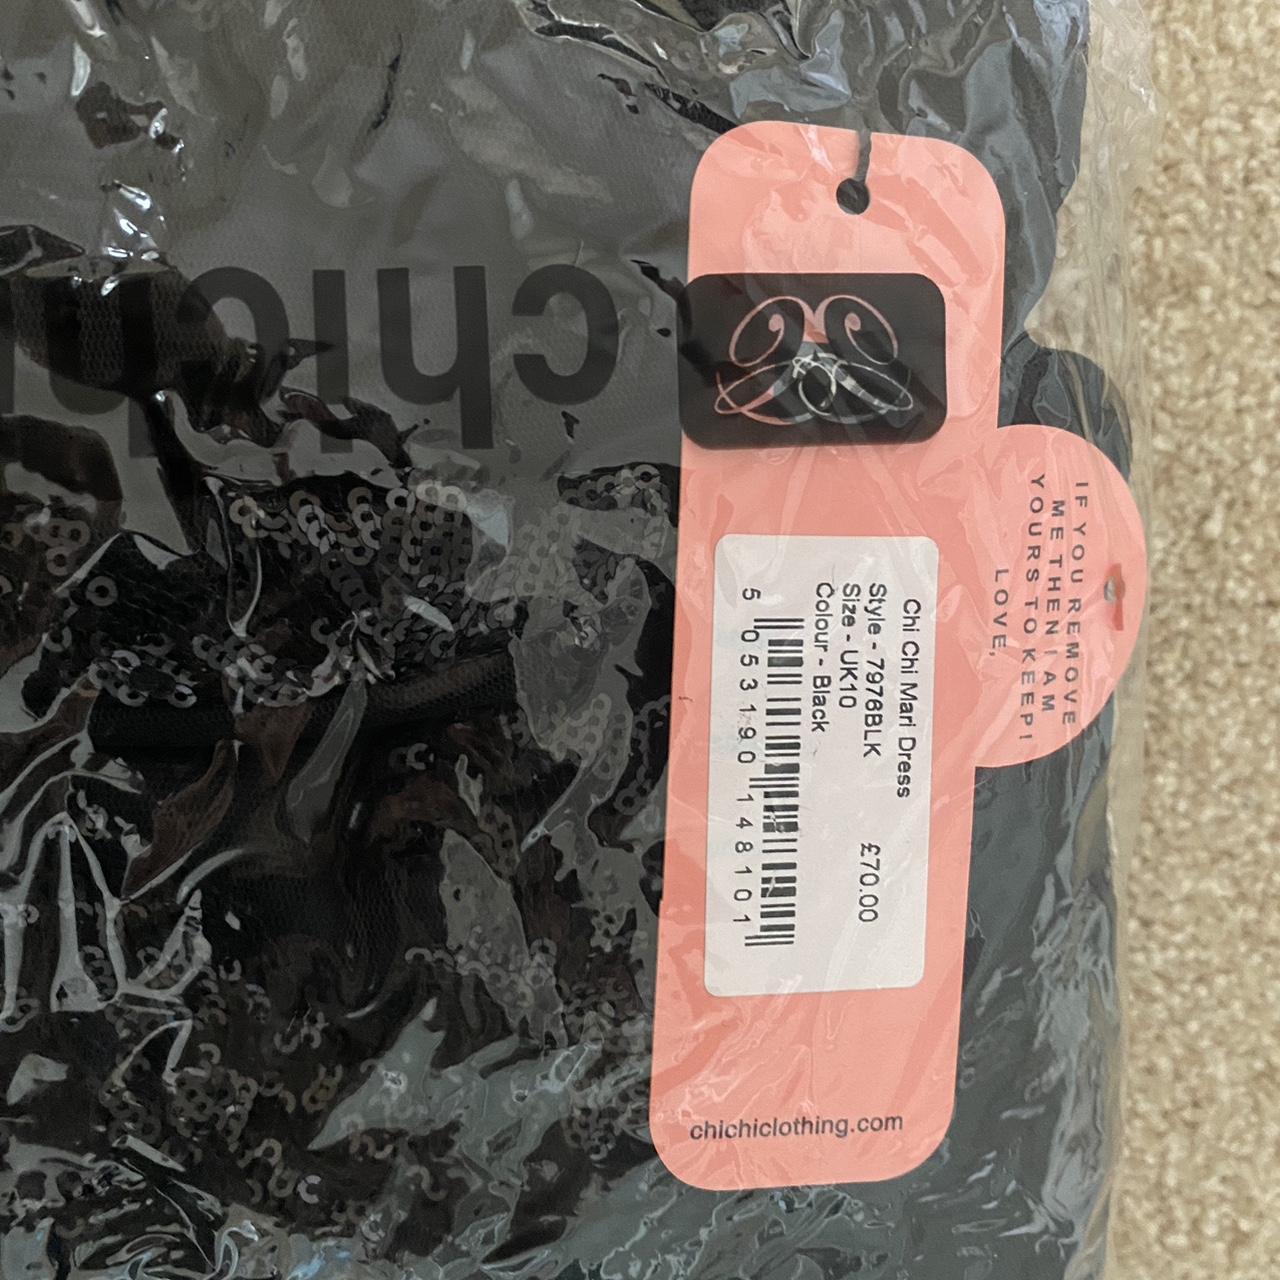 chichi
Chi Chi Mari Dress
Style - 7976BLK £70.00
Size - UK10
Colour - Black
5 053190 148101
chichiclothing.com
IF YOU REMOVE
ME THEN I AM
YOURS TO KEEP!
LOVE,